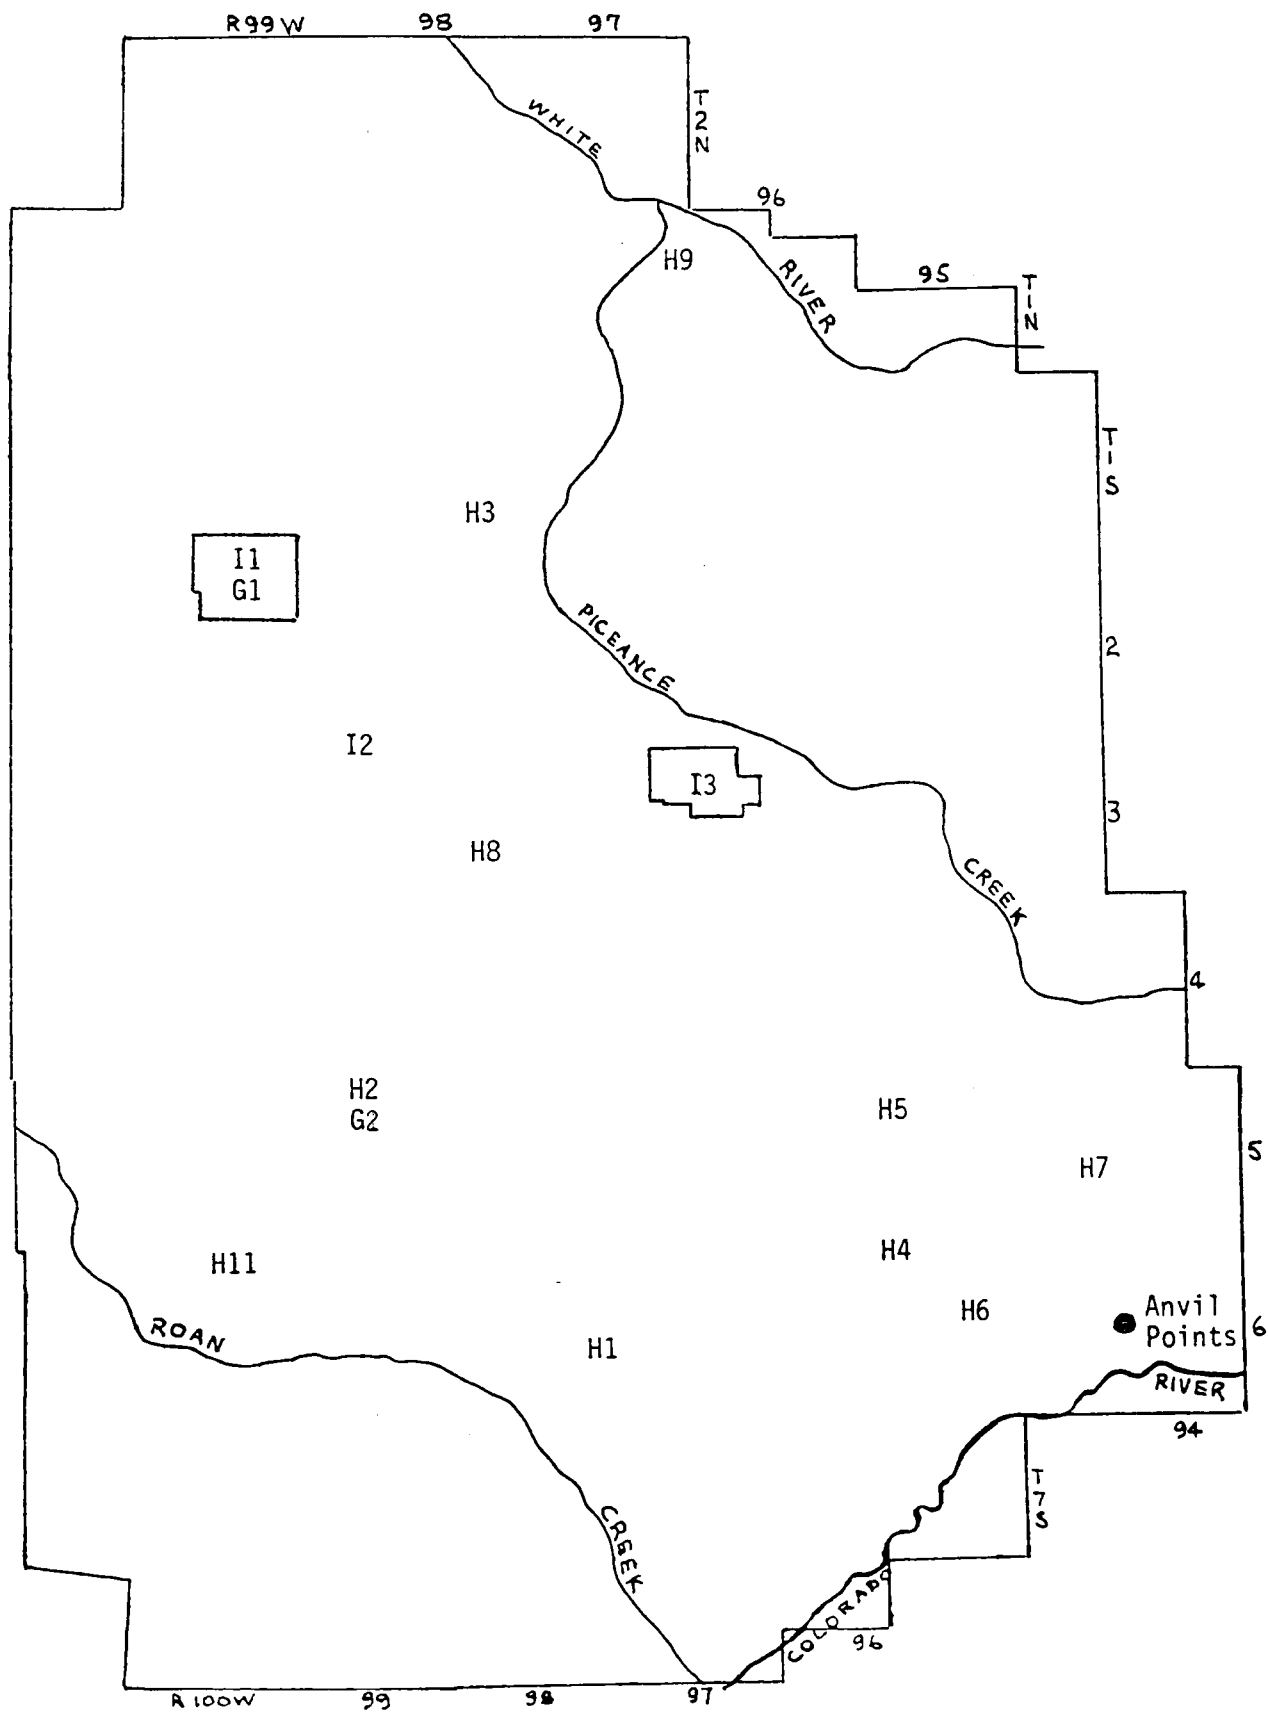 R99W 98 97
T2N
WHITE
96
H9
RIVER
95
T1N
T1S
H3
I1
G1
PICEANCE
2
I2
I3
3
H8
CREEK
4
H2
G2
H5
5
H7
H11
H4
H6
Anvil
Points
6
ROAN
H1
RIVER
94
T7S
CREEK
COLORADO
96
R100W 99 98 97